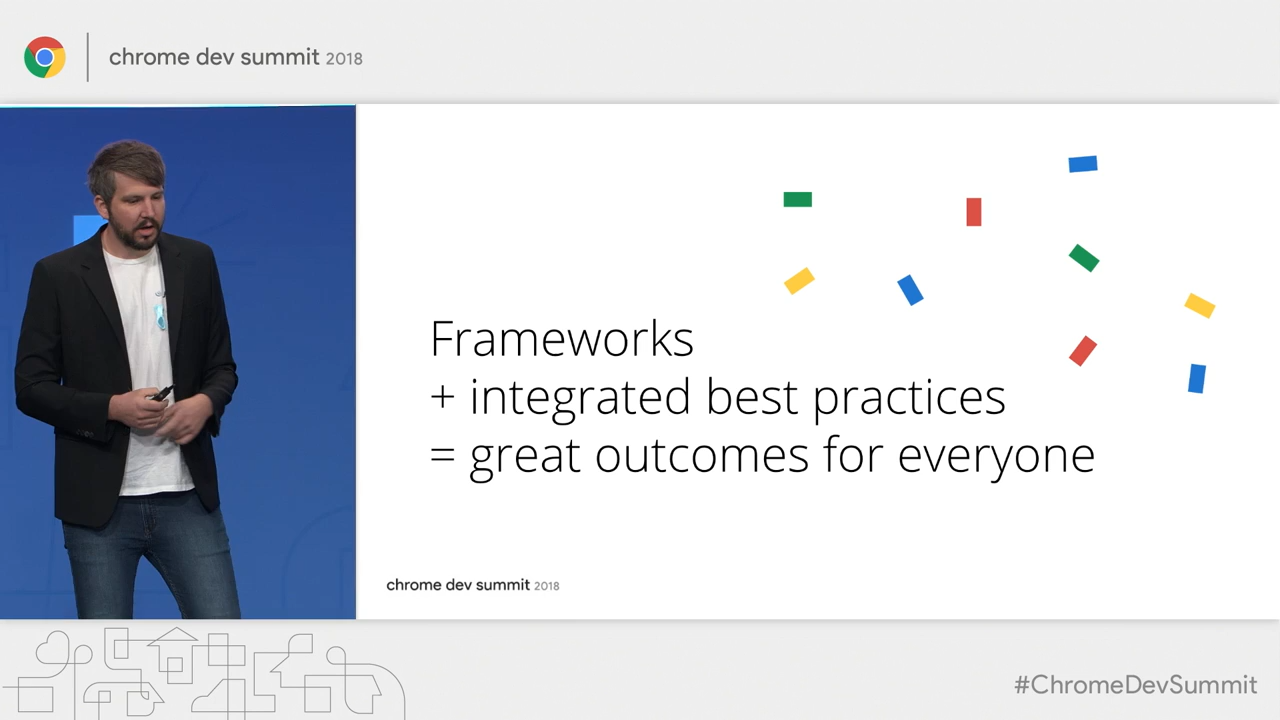 chrome dev summit 2018
Frameworks
+ integrated best practices
= great outcomes for everyone
chrome dev summit 2018
#ChromeDevSummit